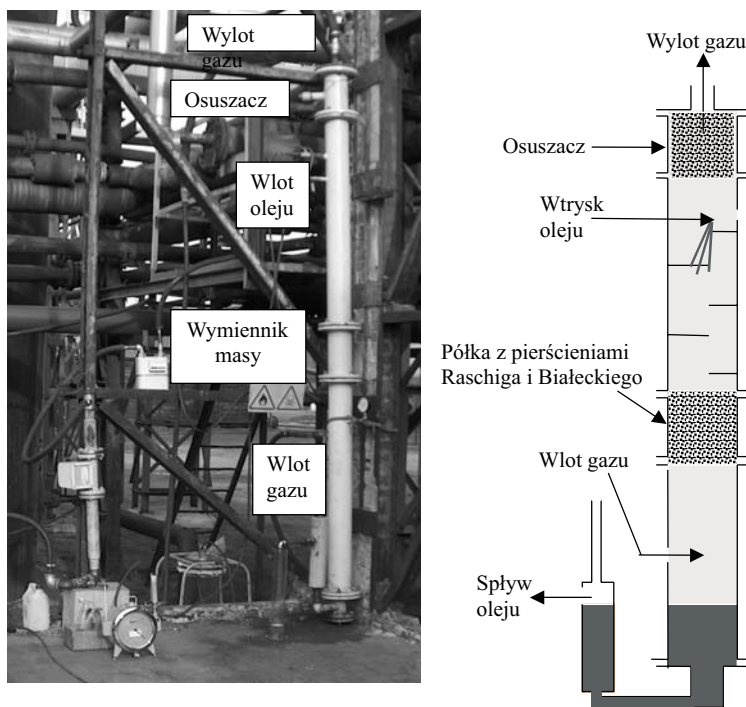 Wylot
gazu
Osuszacz
Wlot
oleju
Wymiennik
masy
Wlot
gazu
Wylot gazu
Osuszacz
Wtrysk
oleju
Półka z pierścieniami
Raschiga i Białeckiego
Wlot gazu
Spływ
oleju